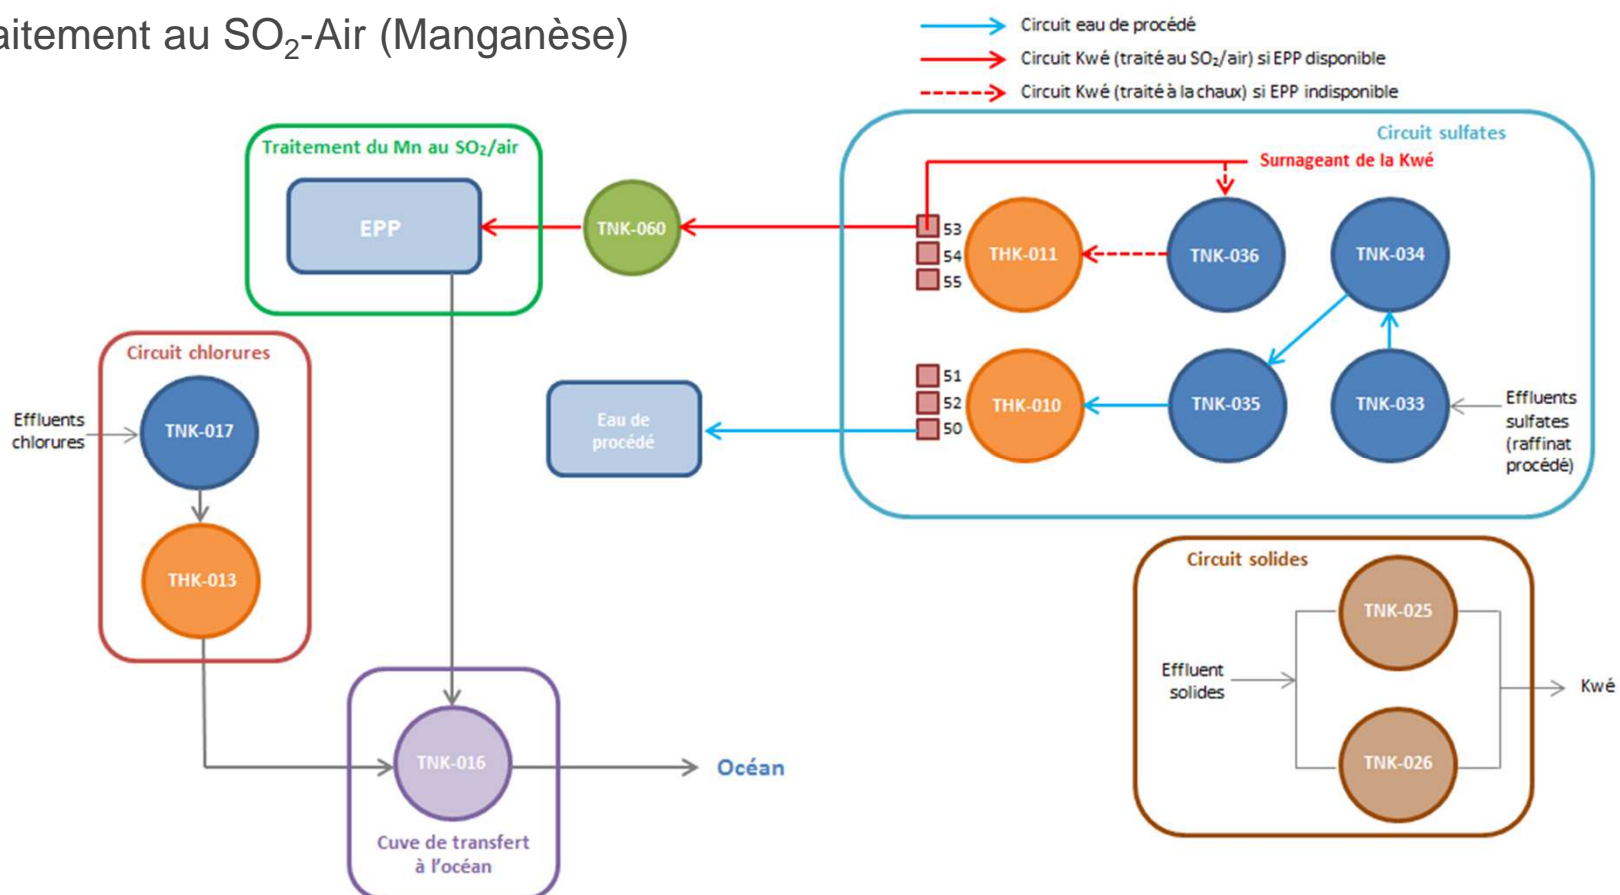 aitement au SO₂-Air (Manganèse)
Circuit eau de procédé
Circuit Kwé (traité au SO₂/air) si EPP disponible
Circuit Kwé (traité à la chaux) si EPP indisponible
Traitement du Mn au SO₂/air
EPP
TNK-060
Circuit sulfates
Surnageant de la Kwé
53
54
55
THK-011
TNK-036
TNK-034
51
52
50
THK-010
TNK-035
TNK-033
Effluents
sulfates
(raffinat
procédé)
Eau de
procédé
Circuit chlorures
Effluents
chlorures
TNK-017
THK-013
TNK-016
Cuve de transfert
à l’océan
Océan
Circuit solides
Effluent
solides
TNK-025
TNK-026
Kwé